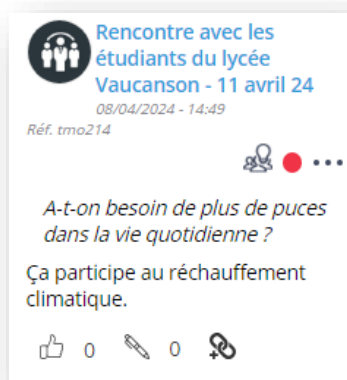 Rencontre avec les
étudiants du lycée
Vaucanson - 11 avril 24
08/04/2024 - 14:49
Réf. tmo214
A-t-on besoin de plus de puces
dans la vie quotidienne ?
Ça participe au réchauffement
climatique.
0 0